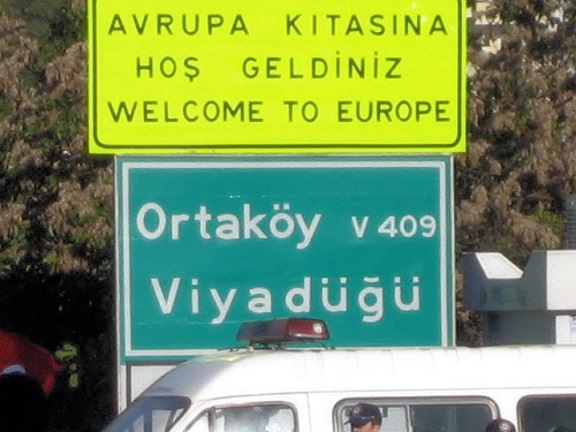 AVRUPA KITASINA
HOŞ GELDİNİZ
WELCOME TO EUROPE
Ortaköy V 409
Viyadüğü